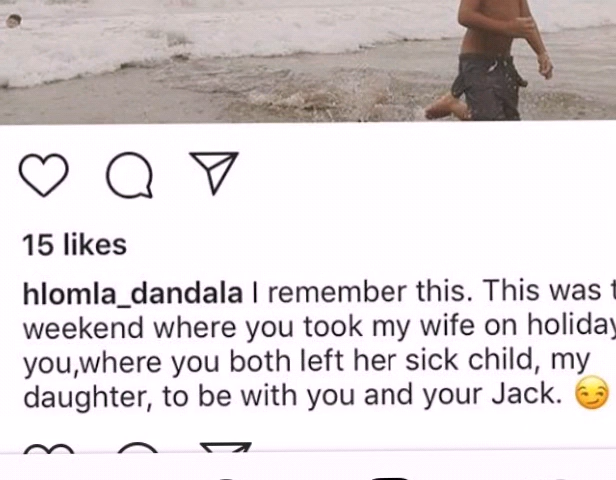 15 likes
hlomla_dandala I remember this. This was
weekend where you took my wife on holiday
you,where you both left her sick child, my
daughter, to be with you and your Jack. 😏